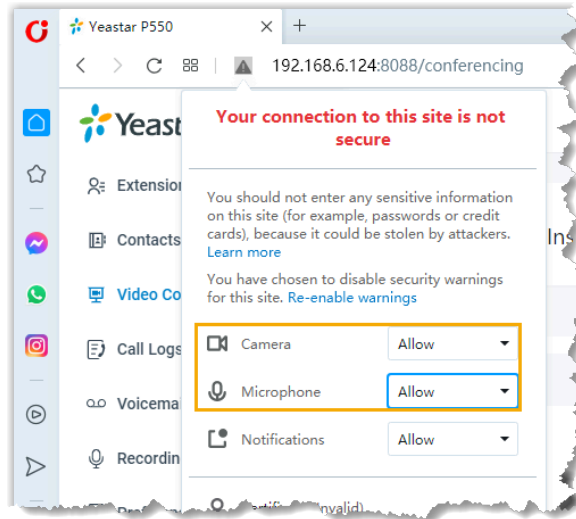 Yeastar P550
192.168.6.124:8088/conferencing
Yeast
Your connection to this site is not
secure
You should not enter any sensitive information
on this site (for example, passwords or credit
cards), because it could be stolen by attackers.
Learn more
You have chosen to disable security warnings
for this site. Re-enable warnings
Extension
Contacts
Ins
Video Co
Camera Allow
Call Logs
Microphone Allow
Voicema
Notifications Allow
Recordin